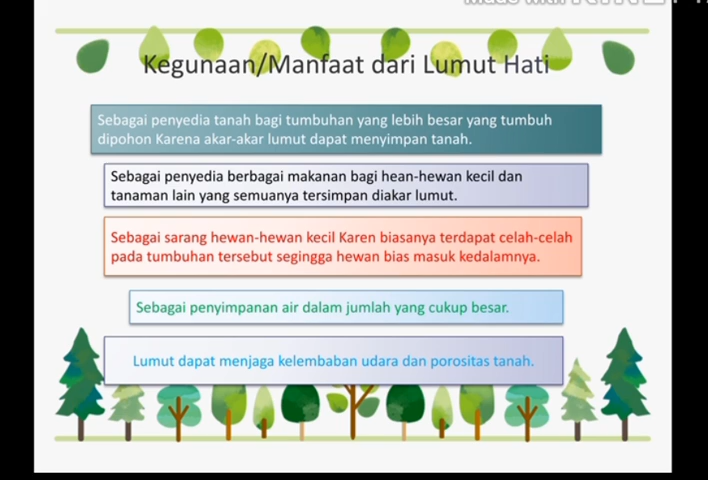 Kegunaan/Manfaat dari Lumut Hati
Sebagai penyedia tanah bagi tumbuhan yang lebih besar yang tumbuh
dipohon Karena akar-akar lumut dapat menyimpan tanah.
Sebagai penyedia berbagai makanan bagi hean-hewan kecil dan
tanaman lain yang semuanya tersimpan diakar lumut.
Sebagai sarang hewan-hewan kecil Karen biasanya terdapat celah-celah
pada tumbuhan tersebut segingga hewan bias masuk kedalamnya.
Sebagai penyimpanan air dalam jumlah yang cukup besar.
Lumut dapat menjaga kelembaban udara dan porositas tanah.